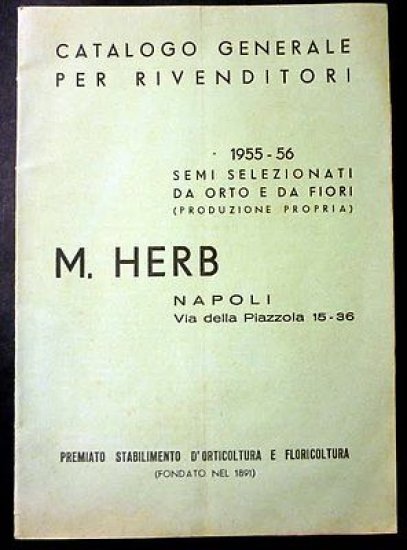 CATALOGO GENERALE
PER RIVENDITORI
1955-56
SEMI SELEZIONATI
DA ORTO E DA FIORI
(PRODUZIONE PROPRIA)
M. HERB
NAPOLI
Via della Piazzola 15-36
PREMIATO STABILIMENTO D'ORTICOLTURA E FLORICOLTURA
(FONDATO NEL 1891)